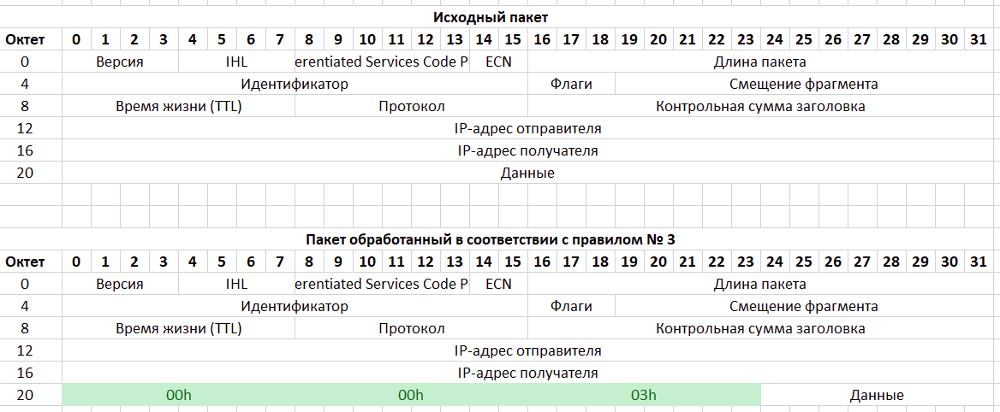 Исходный пакет
Октет 0 1 2 3 4 5 6 7 8 9 10 11 12 13 14 15 16 17 18 19 20 21 22 23 24 25 26 27 28 29 30 31
0 Версия IHL erentiated Services Code P ECN Длина пакета
4 Идентификатор Флаги Смещение фрагмента
8 Время жизни (TTL) Протокол Контрольная сумма заголовка
12 IP-адрес отправителя
16 IP-адрес получателя
20 Данные
Пакет обработанный в соответствии с правилом № 3
Октет 0 1 2 3 4 5 6 7 8 9 10 11 12 13 14 15 16 17 18 19 20 21 22 23 24 25 26 27 28 29 30 31
0 Версия IHL erentiated Services Code P ECN Длина пакета
4 Идентификатор Флаги Смещение фрагмента
8 Время жизни (TTL) Протокол Контрольная сумма заголовка
12 IP-адрес отправителя
16 IP-адрес получателя
20 00h 00h 03h Данные